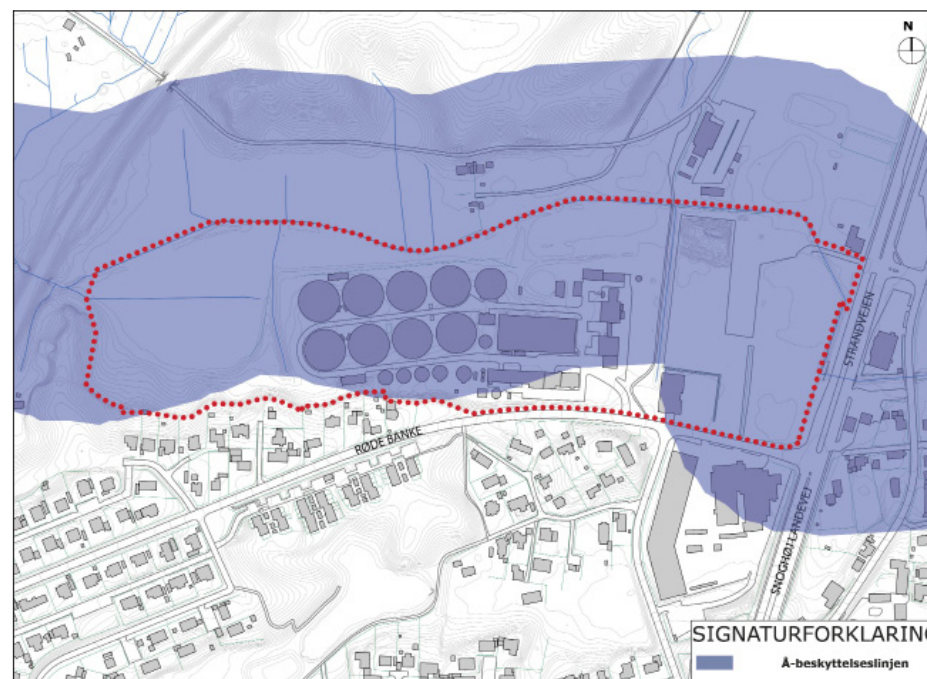 N
STRANDVEJEN
RØDE BANKE
SNOGHØJ LANDEVEJ
SIGNATURFORKLARING
Å-beskyttelseslinjen